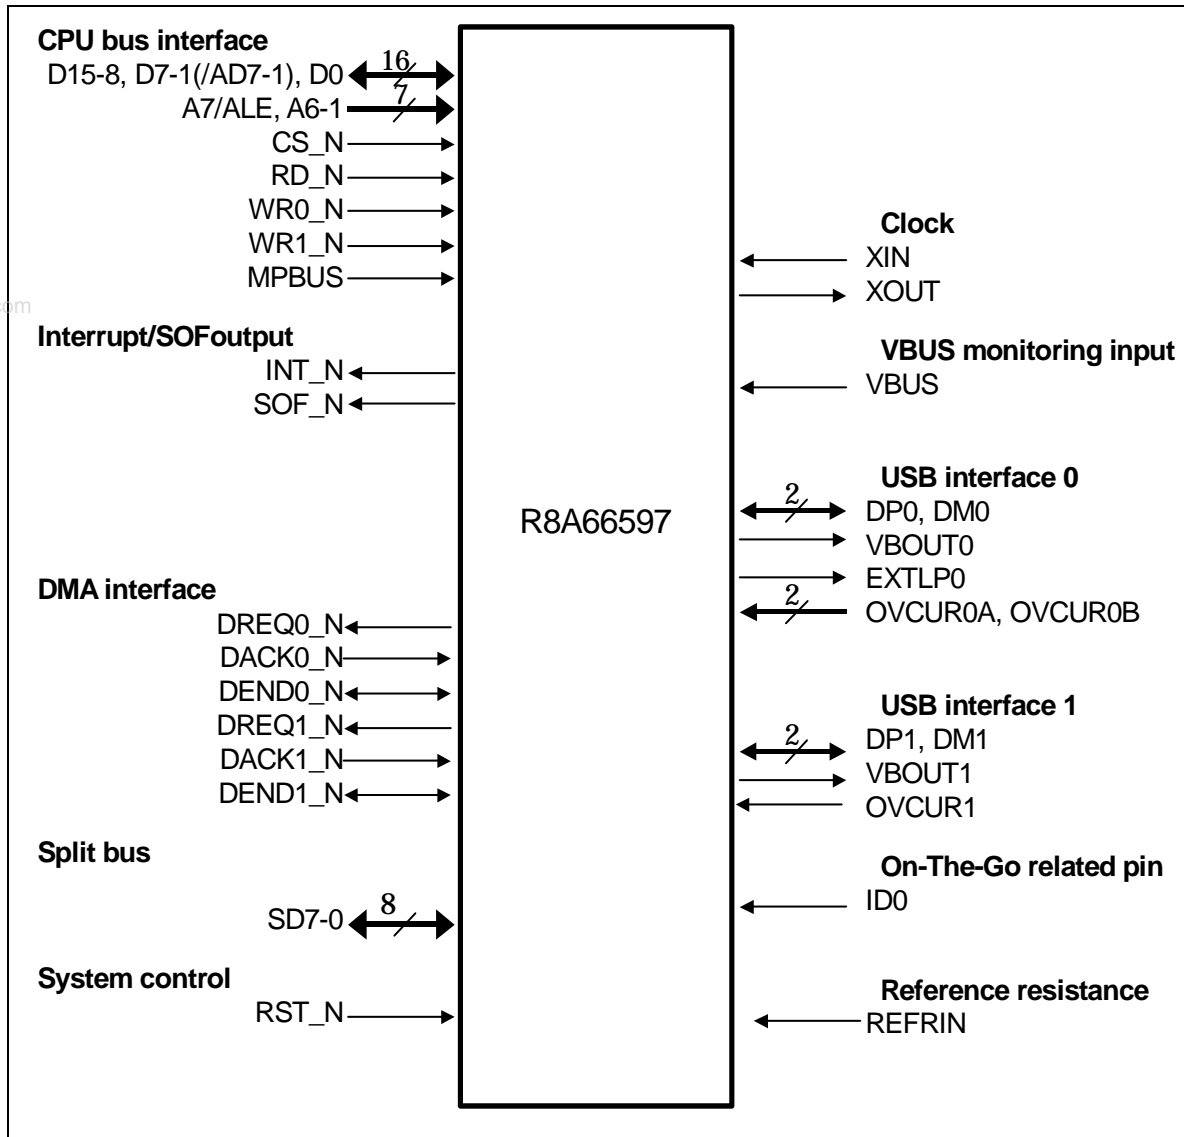 CPU bus interface
D15-8, D7-1(/AD7-1), D0
16
A7/ALE, A6-1
7
CS_N
RD_N
WR0_N
WR1_N
MPBUS
com
Interrupt/SOFoutput
INT_N
SOF_N
DMA interface
DREQ0_N
DACK0_N
DEND0_N
DREQ1_N
DACK1_N
DEND1_N
Split bus
SD7-0
8
System control
RST_N
R8A66597
Clock
XIN
XOUT
VBUS monitoring input
VBUS
USB interface 0
2
DP0, DM0
VBOUT0
EXTLP0
2
OVCUR0A, OVCUR0B
USB interface 1
2
DP1, DM1
VBOUT1
OVCUR1
On-The-Go related pin
ID0
Reference resistance
REFRIN